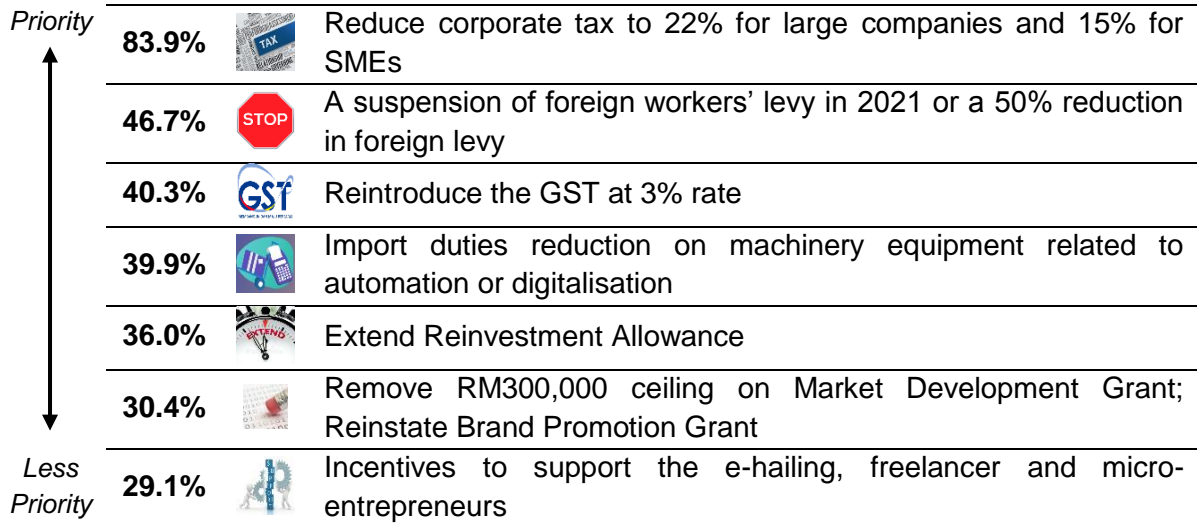 Priority
83.9%
TAX
Reduce corporate tax to 22% for large companies and 15% for
SMEs
46.7%
STOP
A suspension of foreign workers’ levy in 2021 or a 50% reduction
in foreign levy
40.3%
GST
Reintroduce the GST at 3% rate
39.9%
Import duties reduction on machinery equipment related to
automation or digitalisation
36.0%
EXTEND
Extend Reinvestment Allowance
30.4%
Remove RM300,000 ceiling on Market Development Grant;
Reinstate Brand Promotion Grant
Less
Priority
29.1%
Incentives to support the e-hailing, freelancer and micro-
entrepreneurs